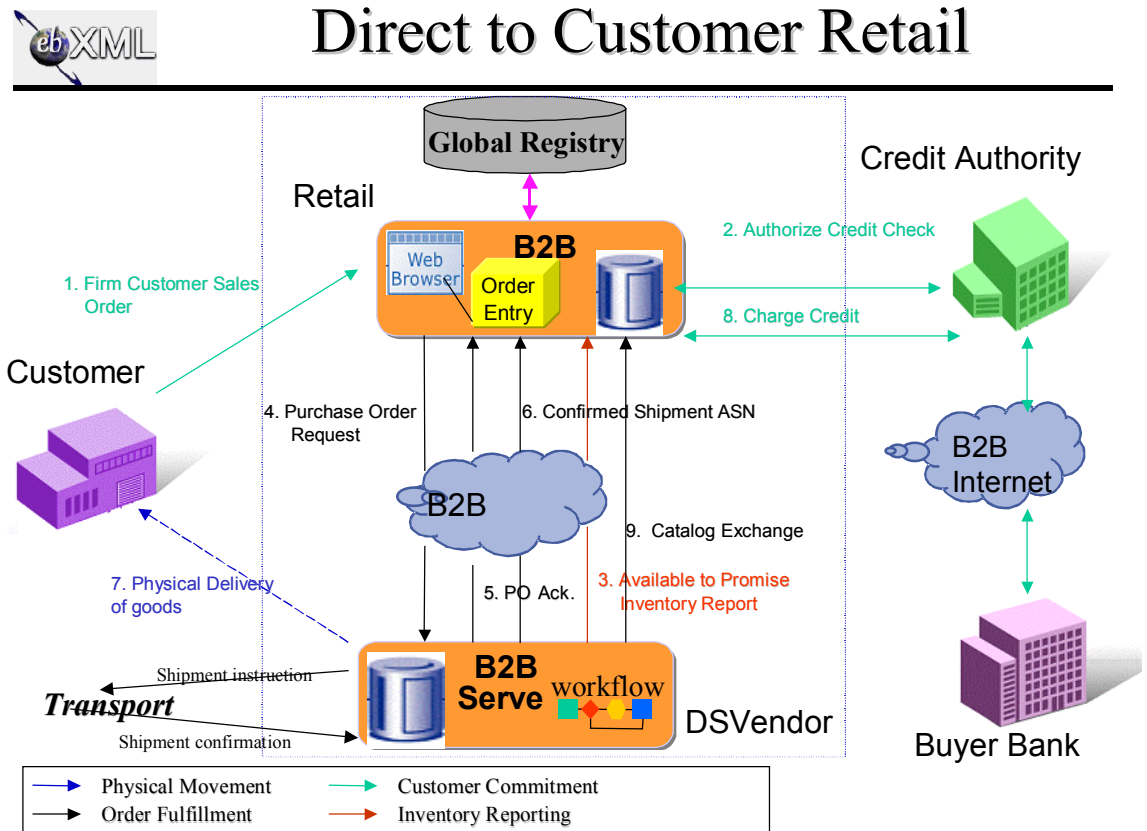 ebXML
Direct to Customer Retail
Global Registry
Credit Authority
Retail
B2B
Web
Browser
Order
Entry
2. Authorize Credit Check
1. Firm Customer Sales
Order
8. Charge Credit
Customer
4. Purchase Order
Request
6. Confirmed Shipment ASN
B2B
B2B
Internet
9. Catalog Exchange
7. Physical Delivery
of goods
5. PO Ack.
3. Available to Promise
Inventory Report
B2B
Serve
workflow
Shipment instruction
Transport
Shipment confirmation
DSVendor
Buyer Bank
Physical Movement
Customer Commitment
Order Fulfillment
Inventory Reporting